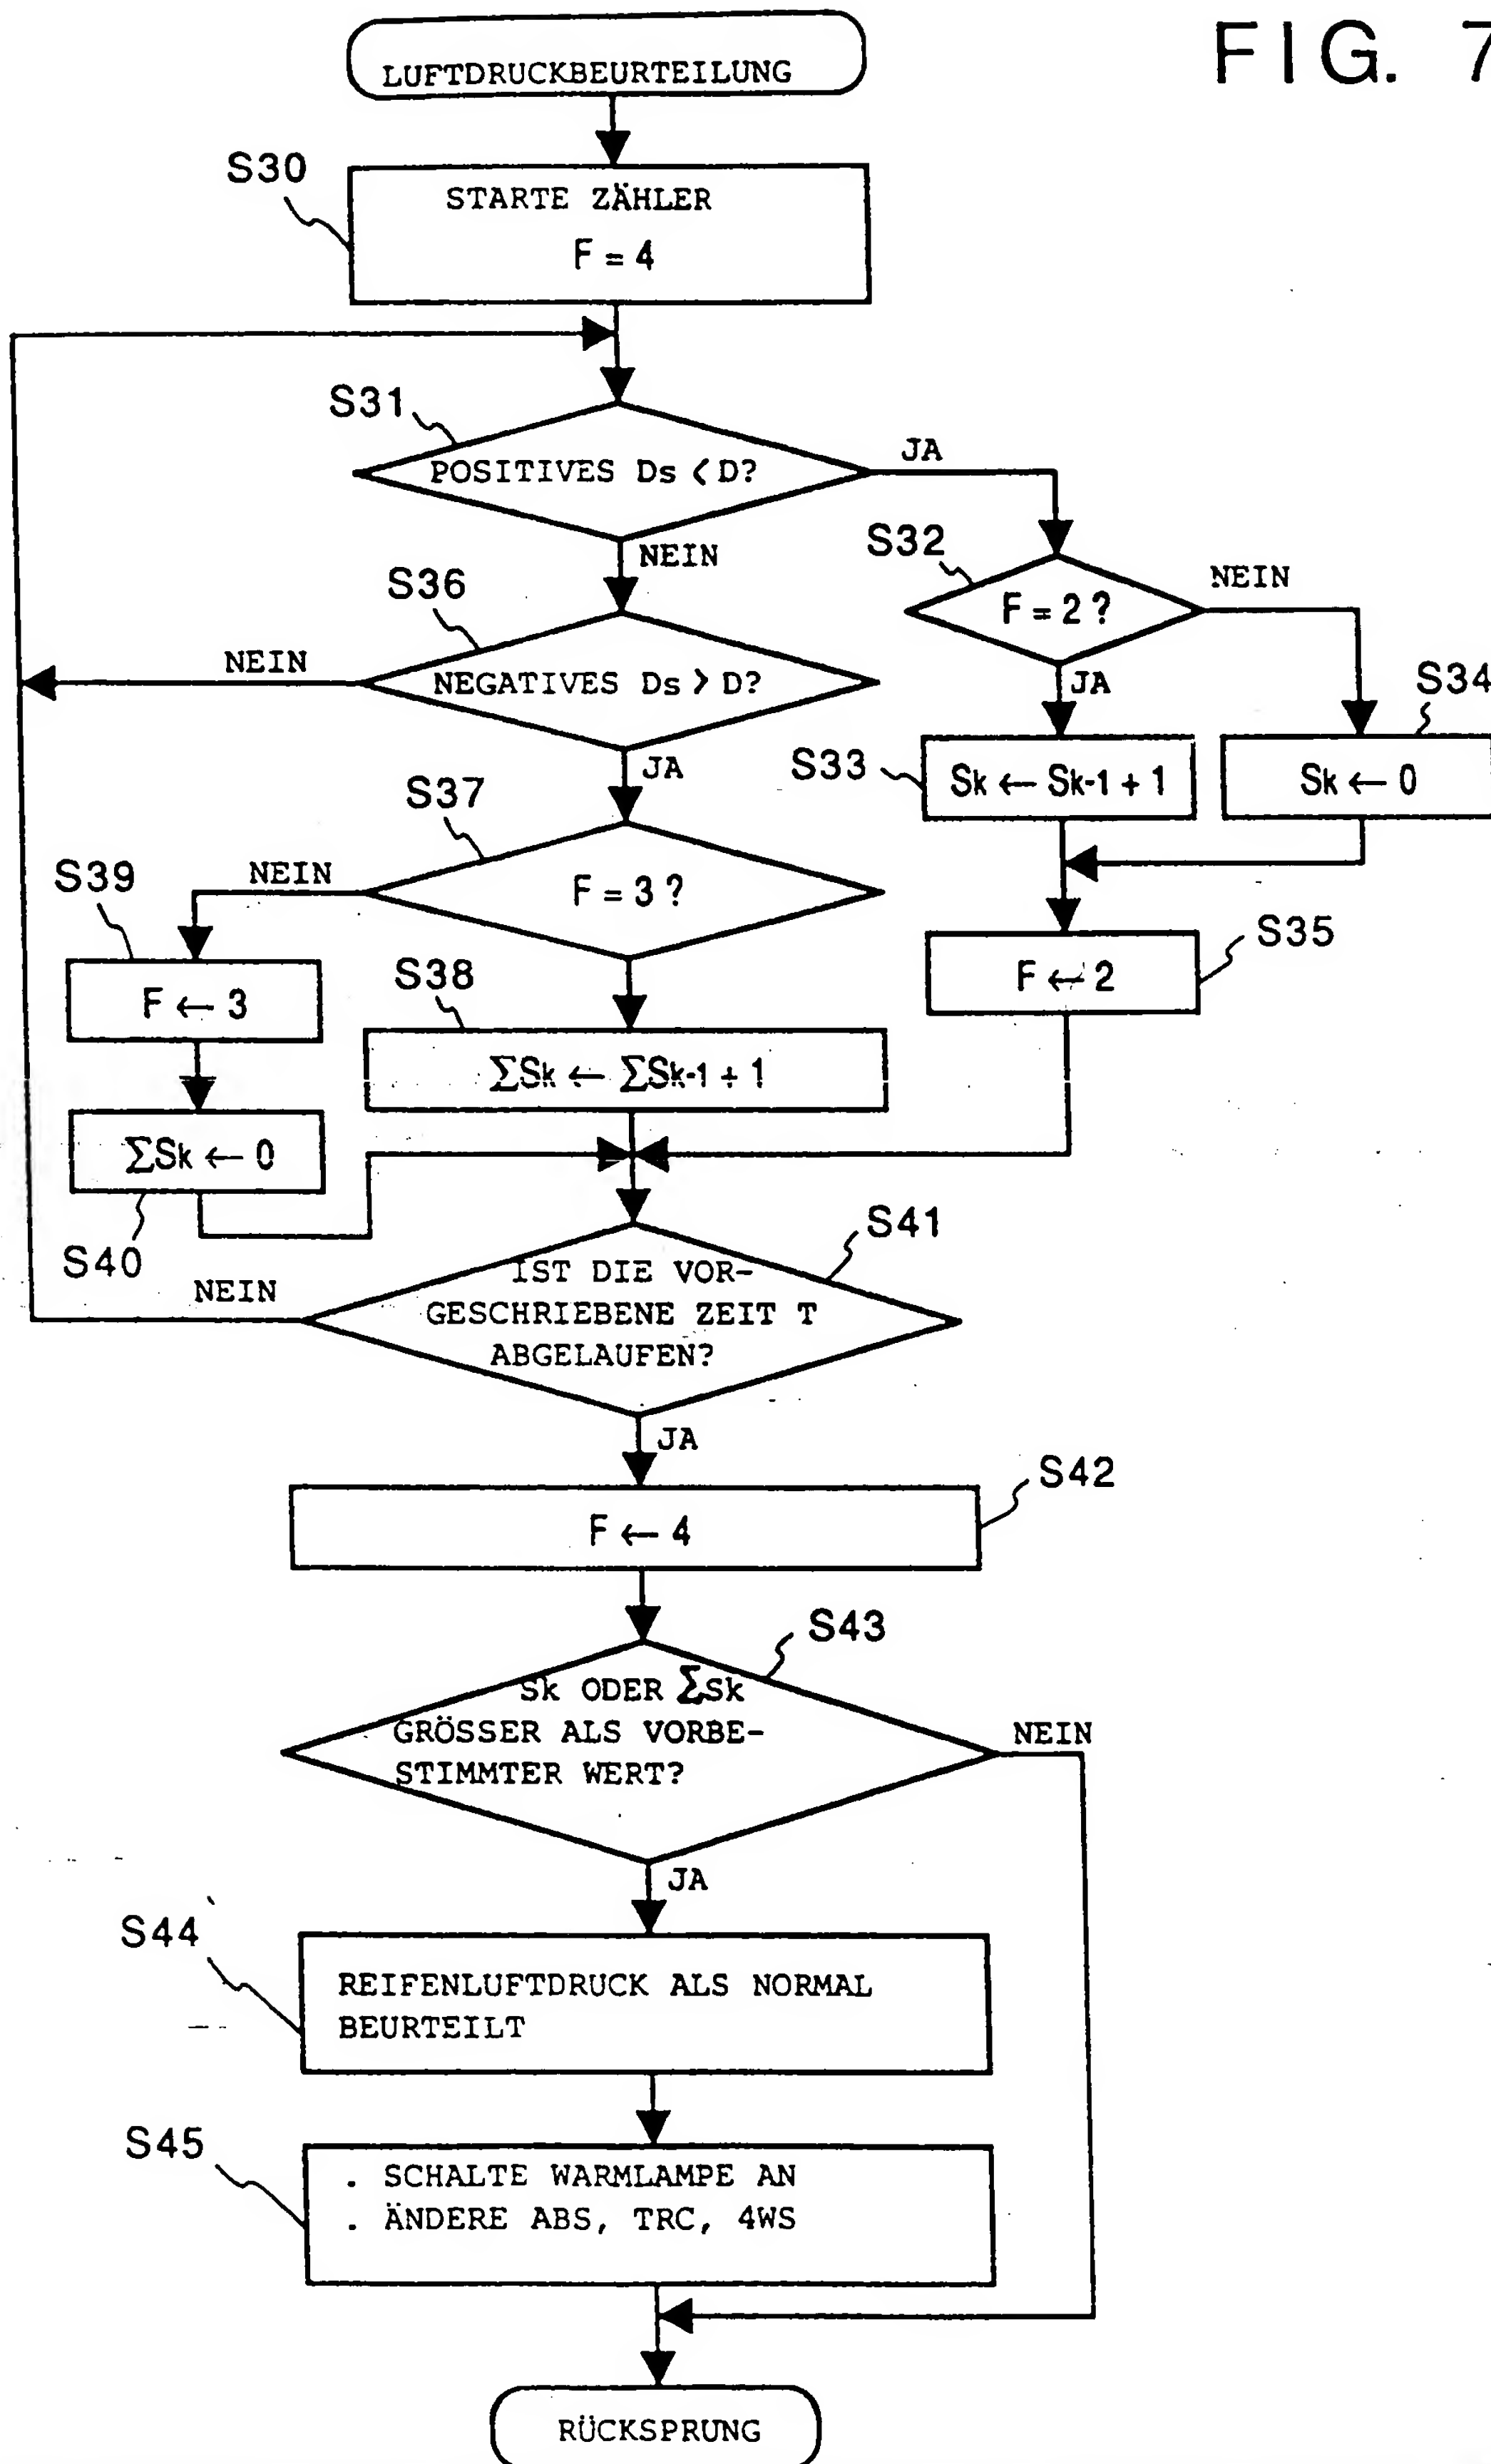 FIG. 7
LUFTDRUCKBEURTEILUNG
S30
STARTE ZÄHLER
F = 4
S31
POSITIVES Ds < D?
JA
NEIN
S32
F = 2 ?
NEIN
JA
S36
NEGATIVES Ds > D?
NEIN
JA
S33
Sk ← Sk-1 + 1
S34
Sk ← 0
S37
F = 3 ?
NEIN
S39
F ← 3
S35
F ← 2
S38
ΣSk ← ΣSk-1 + 1
ΣSk ← 0
S40
S41
IST DIE VOR-
GESCHRIEBENE ZEIT T
ABGELAUFEN?
NEIN
JA
S42
F ← 4
S43
Sk ODER ΣSk
GRÖSSER ALS VORBE-
STIMMTER WERT?
NEIN
JA
S44
REIFENLUFTDRUCK ALS NORMAL
BEURTEILT
S45
. SCHALTE WARMLAMPE AN
. ÄNDERE ABS, TRC, 4WS
RÜCKSPRUNG